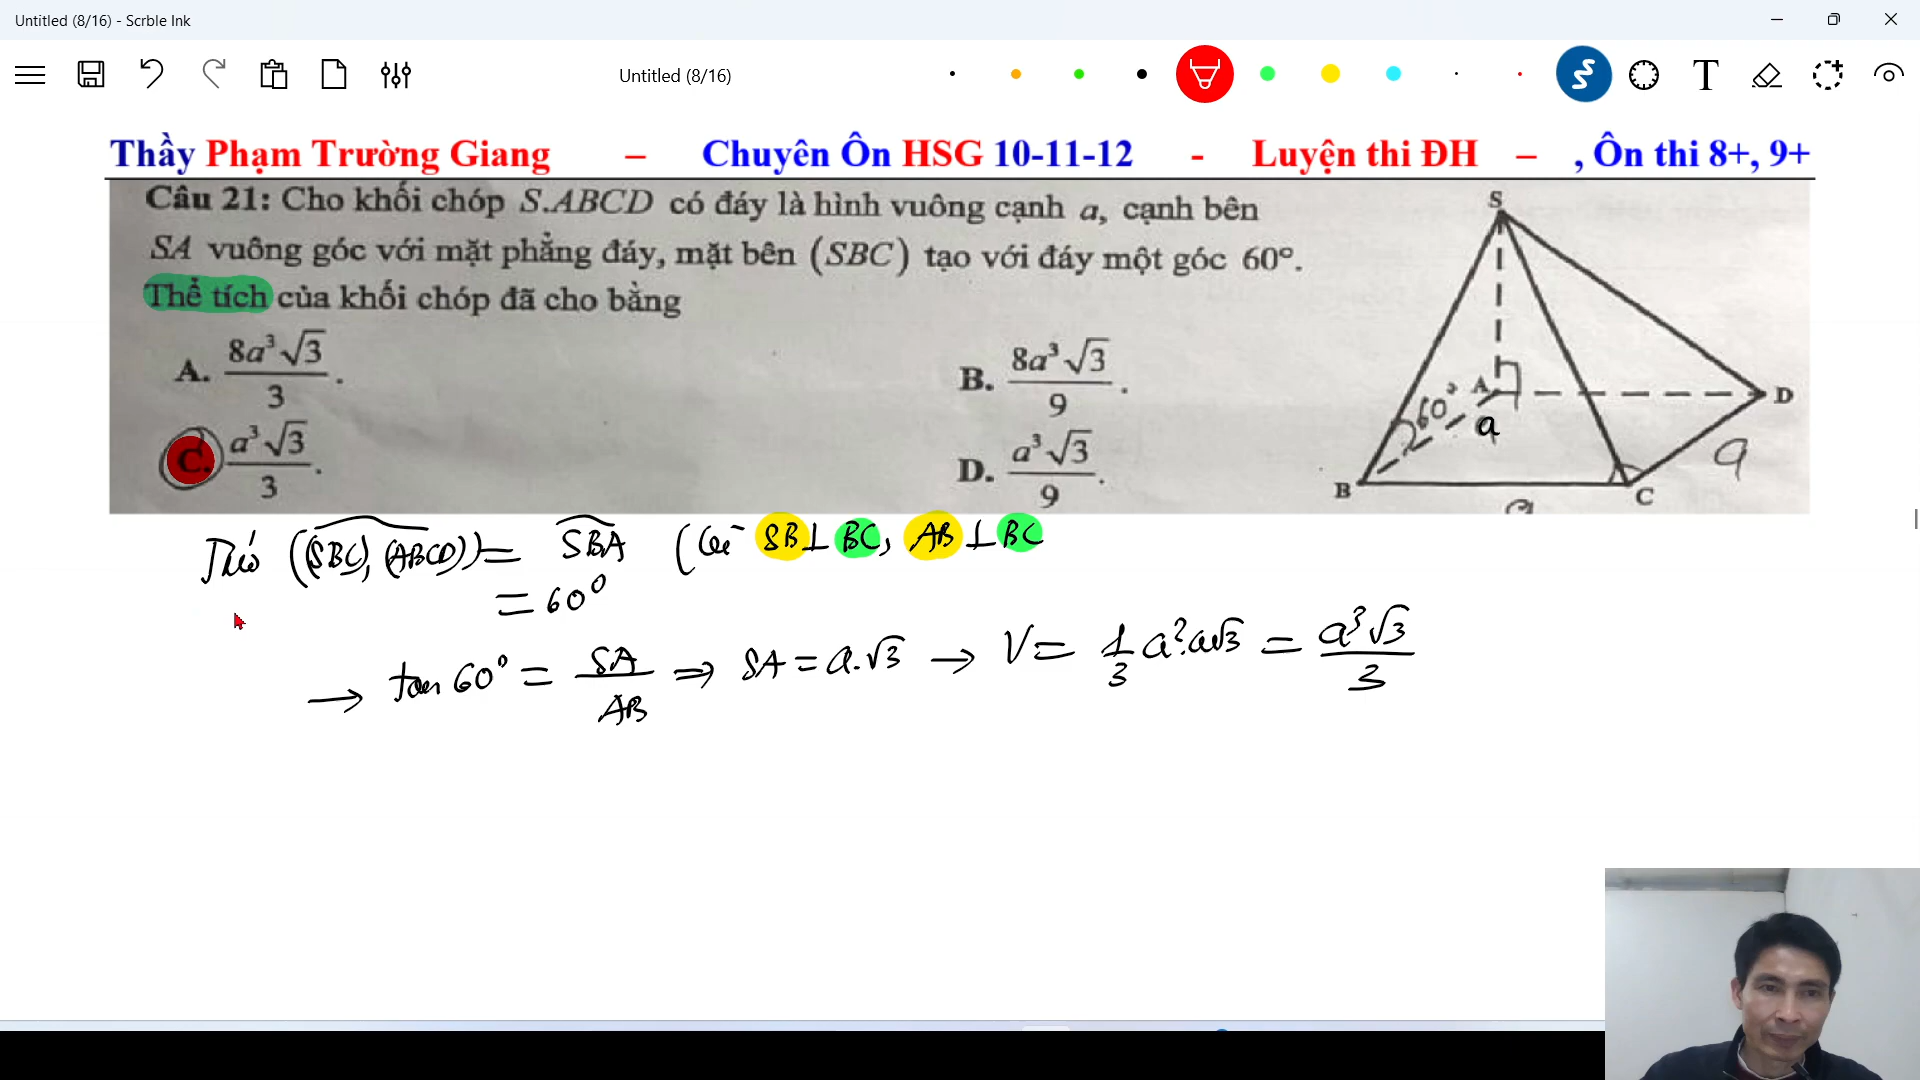 Untitled (8/16) - Scrble Ink
Untitled (8/16)
T
Thầy Phạm Trường Giang – Chuyên Ôn HSG 10-11-12 - Luyện thi ĐH – , Ôn thi 8+, 9+
Câu 21: Cho khối chóp S.ABCD có đáy là hình vuông cạnh a, cạnh bên
SA vuông góc với mặt phẳng đáy, mặt bên (SBC) tạo với đáy một góc 60°.
Thể tích của khối chóp đã cho bằng
A. 8a³√3/3.
B. 8a³√3/9.
C. a³√3/3.
D. a³√3/9.
S
A
D
60°
a
a
B
C
((SBC), (ABCD)) = SBA (SB ⊥ BC, AB ⊥ BC
= 60°
→ tan 60° = SA/AB ⇒ SA = a.√3 → V = 1/3 a².a√3 = a³√3/3